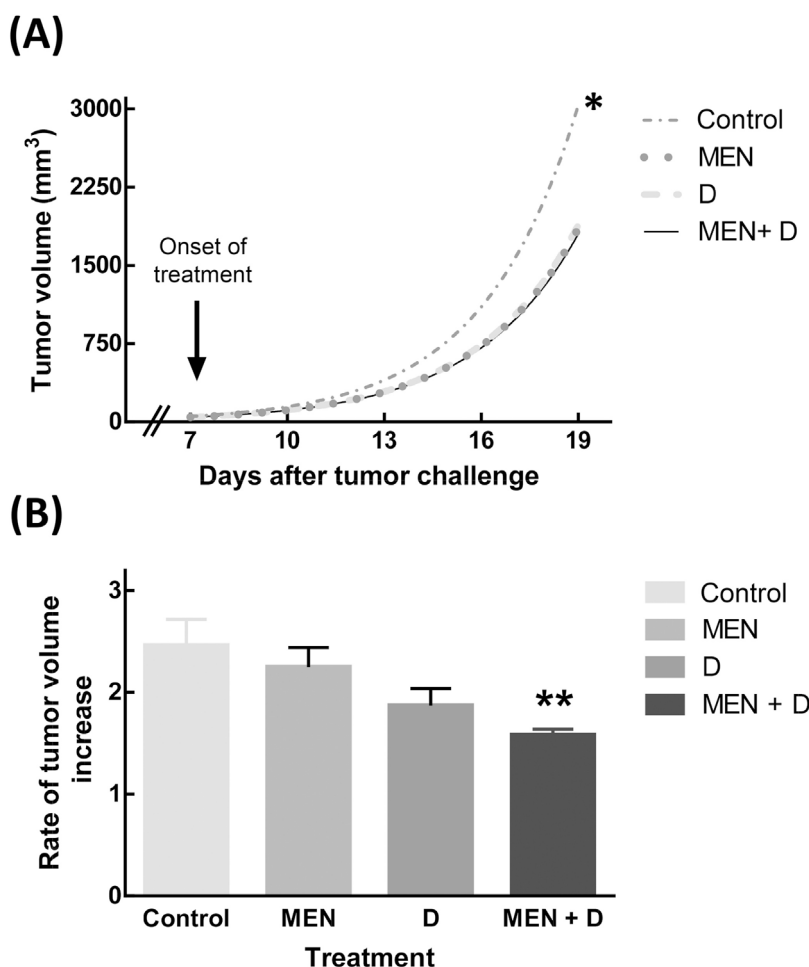 (A)
3000
2250
1500
750
0
Tumor volume (mm³)
Onset of
treatment
*
Control
MEN
D
MEN+ D
7 10 13 16 19
Days after tumor challenge
(B)
3
2
1
0
Rate of tumor volume
increase
**
Control
MEN
D
MEN + D
Control MEN D MEN + D
Treatment